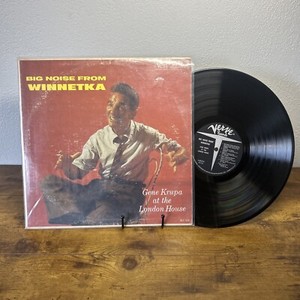 BIG NOISE FROM
WINNETKA
Gene Krupa
at the
London House
Verve